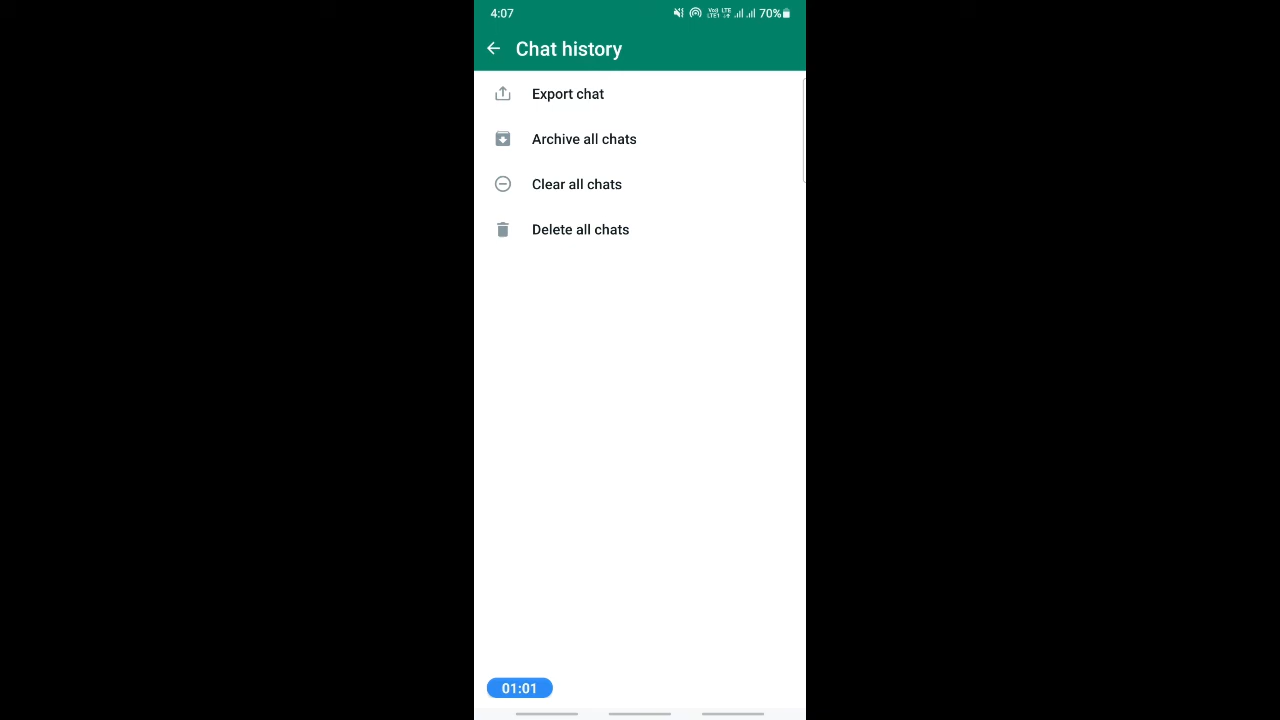 4:07
70%
Chat history
Export chat
Archive all chats
Clear all chats
Delete all chats
01:01